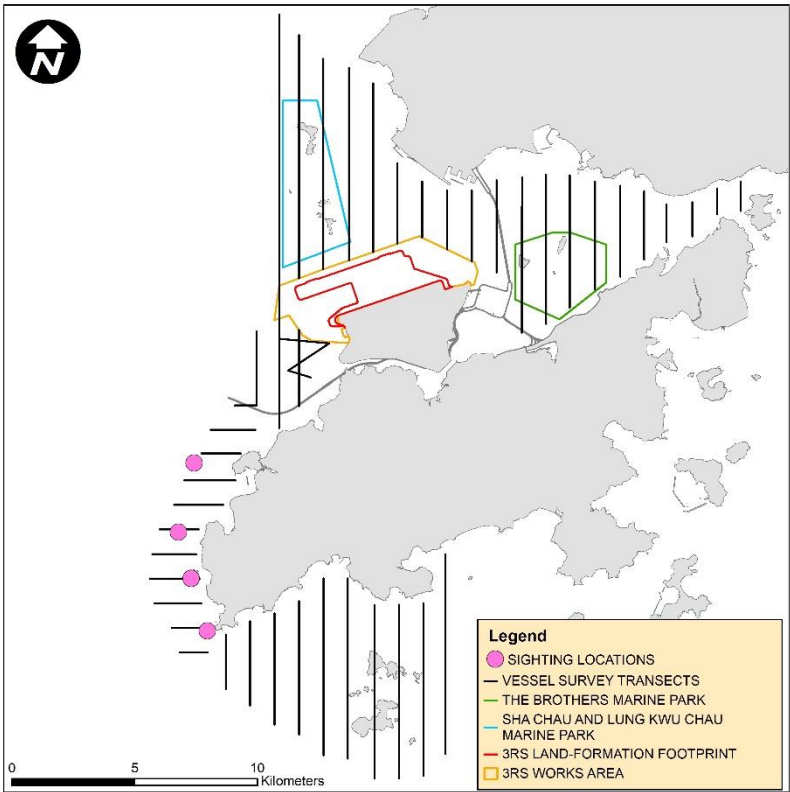 N
Legend
SIGHTING LOCATIONS
VESSEL SURVEY TRANSECTS
THE BROTHERS MARINE PARK
SHA CHAU AND LUNG KWU CHAU
MARINE PARK
3RS LAND-FORMATION FOOTPRINT
3RS WORKS AREA
0 5 10
Kilometers